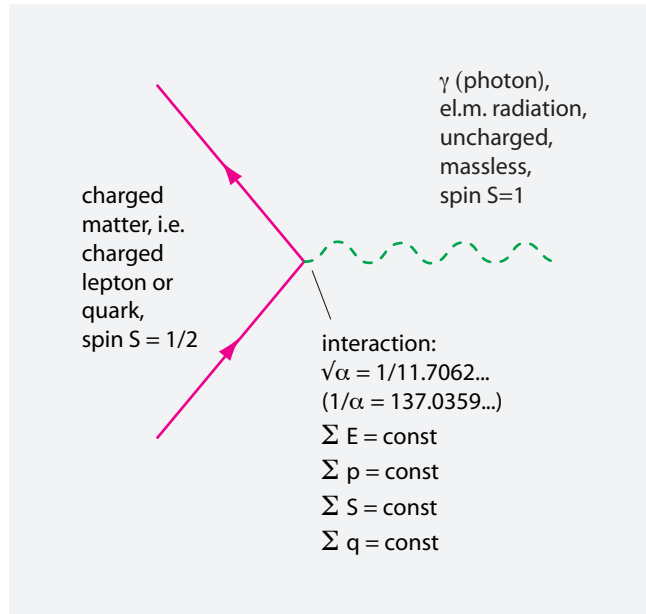 γ (photon),
el.m. radiation,
uncharged,
massless,
spin S=1
charged
matter, i.e.
charged
lepton or
quark,
spin S = 1/2
interaction:
√α = 1/11.7062...
(1/α = 137.0359...)
Σ E = const
Σ p = const
Σ S = const
Σ q = const